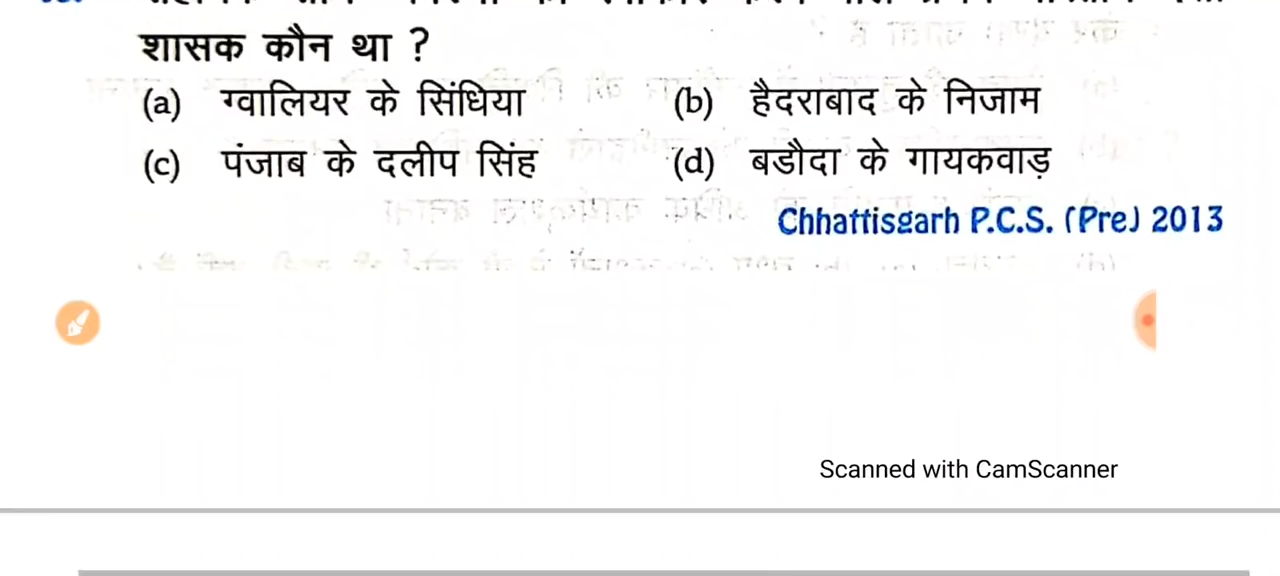 शासक कौन था ?
(a) ग्वालियर के सिंधिया (b) हैदराबाद के निजाम
(c) पंजाब के दलीप सिंह (d) बडौदा के गायकवाड़
Chhattisgarh P.C.S. (Pre) 2013
Scanned with CamScanner